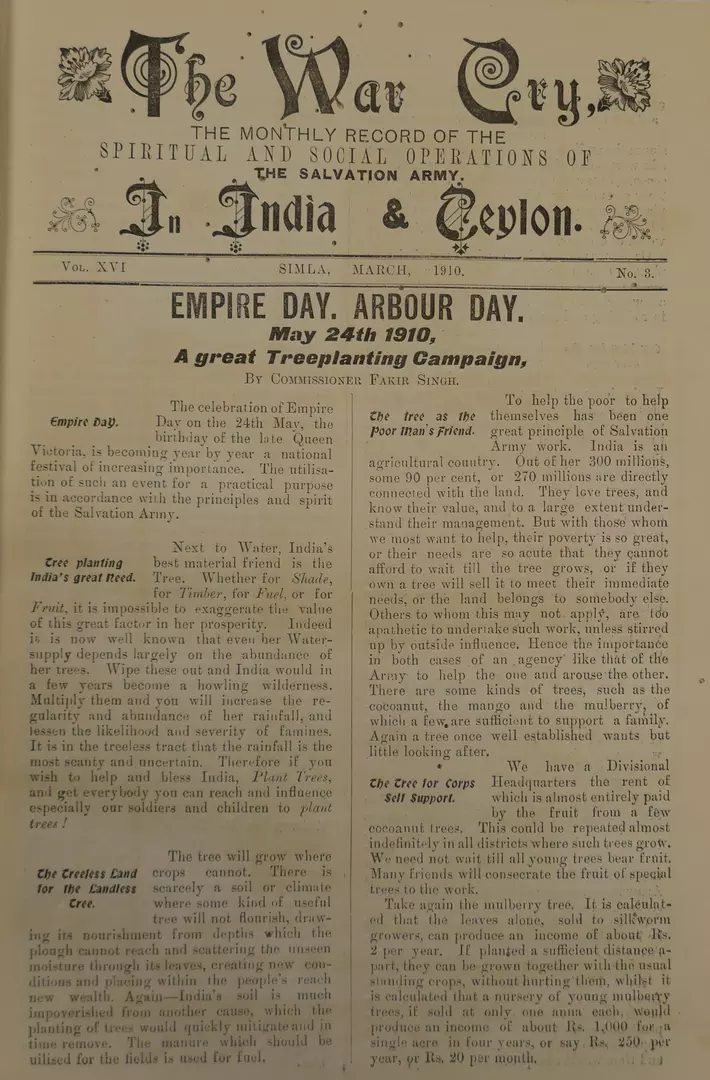 The War Cry,
THE MONTHLY RECORD OF THE
SPIRITUAL AND SOCIAL OPERATIONS OF
THE SALVATION ARMY.
In India & Ceylon.
VOL. XVI SIMLA, MARCH, 1910. No. 3.
EMPIRE DAY. ARBOUR DAY.
May 24th 1910,
A great Treeplanting Campaign,
BY COMMISSIONER FAKIR SINGH.
Empire Day.
The celebration of Empire
Day on the 24th May, the
birthday of the late Queen
Victoria, is becoming year by year a national
festival of increasing importance. The utilisa-
tion of such an event for a practical purpose
is in accordance with the principles and spirit
of the Salvation Army.
Tree planting
India's great Need.
Next to Water, India's
best material friend is the
Tree. Whether for Shade,
for Timber, for Fuel, or for
Fruit, it is impossible to exaggerate the value
of this great factor in her prosperity. Indeed
it is now well known that even her Water-
supply depends largely on the abundance of
her trees. Wipe these out and India would in
a few years become a howling wilderness.
Multiply them and you will increase the re-
gularity and abundance of her rainfall, and
lessen the likelihood and severity of famines.
It is in the treeless tract that the rainfall is the
most scanty and uncertain. Therefore if you
wish to help and bless India, Plant Trees,
and get everybody you can reach and influence
especially our soldiers and children to plant
trees !
The Treeless Land
for the Landless
Tree.
The tree will grow where
crops cannot. There is
scarcely a soil or climate
where some kind of useful
tree will not flourish, draw-
ing its nourishment from depths which the
plough cannot reach and scattering the unseen
moisture through its leaves, creating new con-
ditions and placing within the people's reach
new wealth. Again—India's soil is much
impoverished from another cause, which the
planting of trees would quickly mitigate and in
time remove. The manure which should be
uilised for the fields is used for fuel.
The tree as the
Poor Man's Friend.
To help the poor to help
themselves has been one
great principle of Salvation
Army work. India is an
agricultural country. Out of her 300 millions,
some 90 per cent, or 270 millions are directly
connected with the land. They love trees, and
know their value, and to a large extent under-
stand their management. But with those whom
we most want to help, their poverty is so great,
or their needs are so acute that they cannot
afford to wait till the tree grows, or if they
own a tree will sell it to meet their immediate
needs, or the land belongs to somebody else.
Others to whom this may not apply, are too
apathetic to undertake such work, unless stirred
up by outside influence. Hence the importance
in both cases of an agency like that of the
Army to help the one and arouse the other.
There are some kinds of trees, such as the
cocoanut, the mango and the mulberry, of
which a few are sufficient to support a family.
Again a tree once well established wants but
little looking after.
The Tree for Corps
Self Support.
We have a Divisional
Headquarters the rent of
which is almost entirely paid
by the fruit from a few
cocoanut trees. This could be repeated almost
indefinitely in all districts where such trees grow.
We need not wait till all young trees bear fruit.
Many friends will consecrate the fruit of special
trees to the work.
Take again the mulberry tree. It is calculat-
ed that the leaves alone, sold to silkworm
growers, can produce an income of about Rs.
2 per year. If planted a sufficient distance a-
part, they can be grown together with the usual
standing crops, without hurting them, whilst it
is calculated that a nursery of young mulberry
trees, if sold at only one anna each, would
produce an income of about Rs. 1,000 for a
single acre in four years, or say Rs. 250 per
year, or Rs. 20 per month.